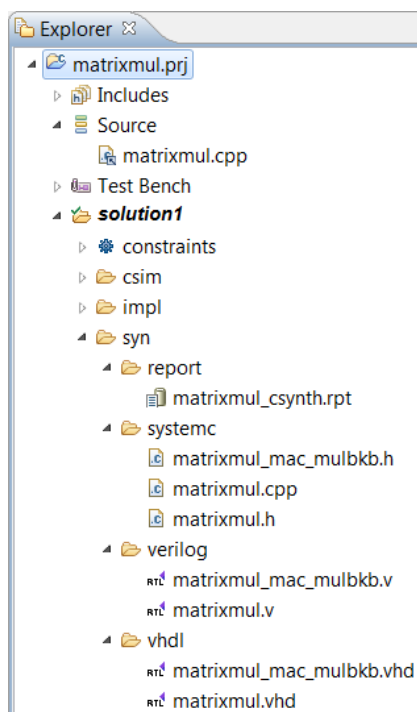 Explorer
matrixmul.prj
Includes
Source
matrixmul.cpp
Test Bench
solution1
constraints
csim
impl
syn
report
matrixmul_csynth.rpt
systemc
matrixmul_mac_mulbkb.h
matrixmul.cpp
matrixmul.h
verilog
RTL matrixmul_mac_mulbkb.v
RTL matrixmul.v
vhdl
RTL matrixmul_mac_mulbkb.vhd
RTL matrixmul.vhd